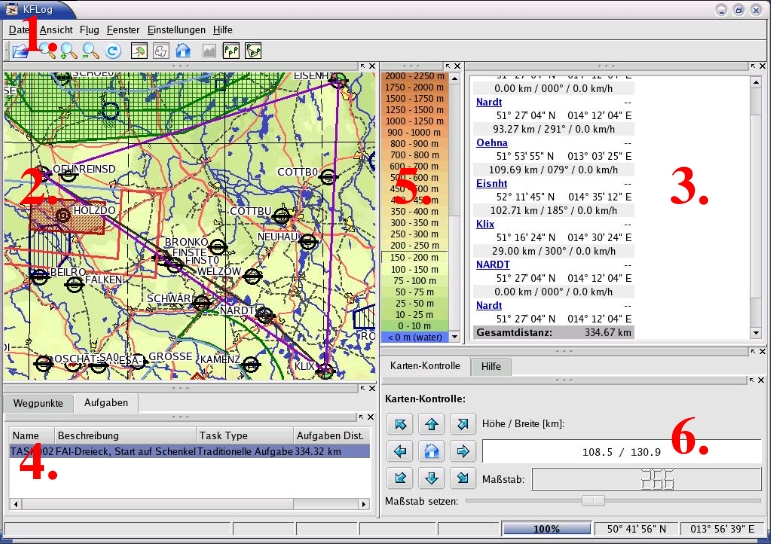 KFLog
Datei Ansicht Flug Fenster Einstellungen Hilfe
1.
2.
EISENH
OEHRENSD
COTTB0
HOLZDO
COTTBU
NEUHAU
BRONKO
FINSTE
FINST0
BEILRO
FALKEN
WELZOW
SCHWAR
NARDT
GROSSE
KAMENZ
KLIX
2000 - 2250 m
1750 - 2000 m
1500 - 1750 m
1250 - 1500 m
1000 - 1250 m
900 - 1000 m
800 - 900 m
700 - 800 m
600 - 700 m
500 - 600 m
5.
400 - 450 m
350 - 400 m
300 - 350 m
250 - 300 m
200 - 250 m
150 - 200 m
100 - 150 m
75 - 100 m
50 - 75 m
25 - 50 m
10 - 25 m
0 - 10 m
< 0 m (water)
51° 27' 04" N 014° 12' 04" E
0.00 km / 000° / 0.0 km/h
Nardt --
51° 27' 04" N 014° 12' 04" E
93.27 km / 291° / 0.0 km/h
Oehna --
51° 53' 55" N 013° 03' 25" E
109.69 km / 079° / 0.0 km/h
Eisnht --
52° 11' 45" N 014° 35' 12" E
102.71 km / 185° / 0.0 km/h
Klix --
51° 16' 24" N 014° 30' 24" E
29.00 km / 300° / 0.0 km/h
NARDT --
51° 27' 04" N 014° 12' 04" E
0.00 km / 000° / 0.0 km/h
Nardt --
51° 27' 04" N 014° 12' 04" E
Gesamtdistanz: 334.67 km
3.
Wegpunkte Aufgaben
Name Beschreibung Task Type Aufgaben Dist.
TASK002 FAI-Dreieck, Start auf Schenkel Traditionelle Aufgabe 334.32 km
4.
Karten-Kontrolle Hilfe
Karten-Kontrolle:
Höhe / Breite [km]:
108.5 / 130.9
6.
Maßstab:
Maßstab setzen:
100% 50° 41' 56" N 013° 56' 39" E